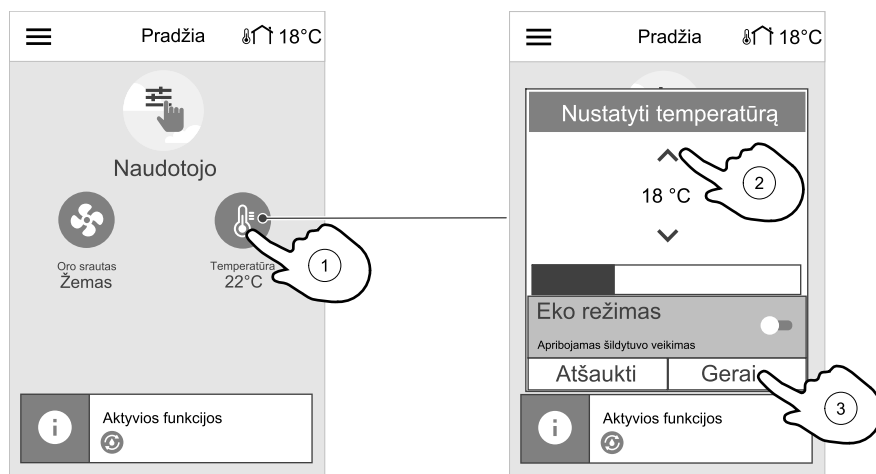 Pradžia 18°C
Naudotojo
Oro srautas
Žemas
Temperatūra
22°C
1
i
Aktyvios funkcijos
Pradžia 18°C
Nustatyti temperatūrą
18 °C
2
Eko režimas
Apribojamas šildytuvo veikimas
Atšaukti Gerai
3
i
Aktyvios funkcijos